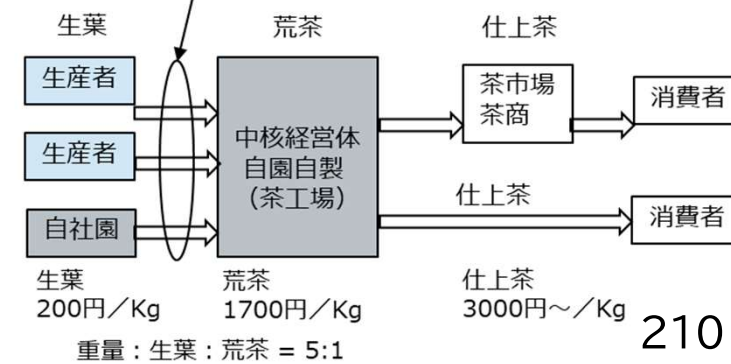 生葉
荒茶
仕上茶
生産者
生産者
自社園
中核経営体
自園自製
（茶工場）
茶市場
茶商
消費者
仕上茶
消費者
生葉
200円／Kg
荒茶
1700円／Kg
仕上茶
3000円～／Kg
重量：生葉：荒茶 = 5:1
210